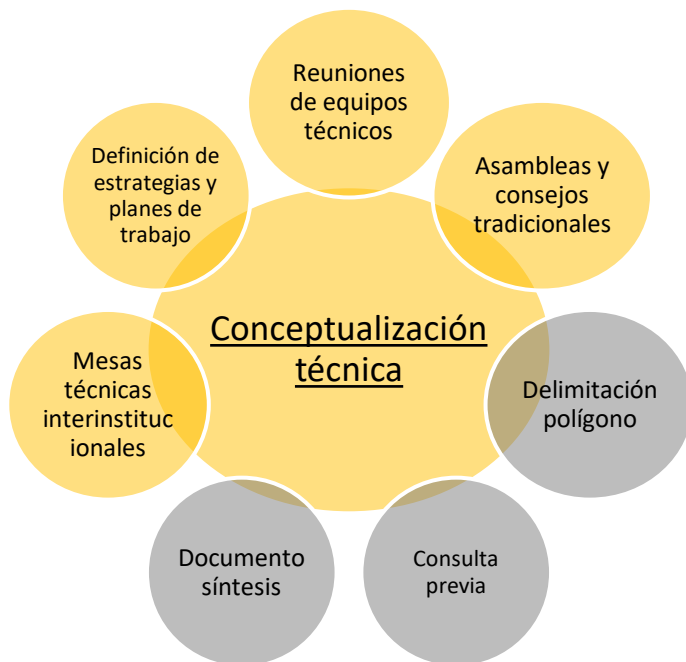 Reuniones
de equipos
técnicos
Definición de
estrategias y
planes de
trabajo
Asambleas y
consejos
tradicionales
Conceptualización
técnica
Mesas
técnicas
interinstituc
ionales
Delimitación
polígono
Documento
síntesis
Consulta
previa